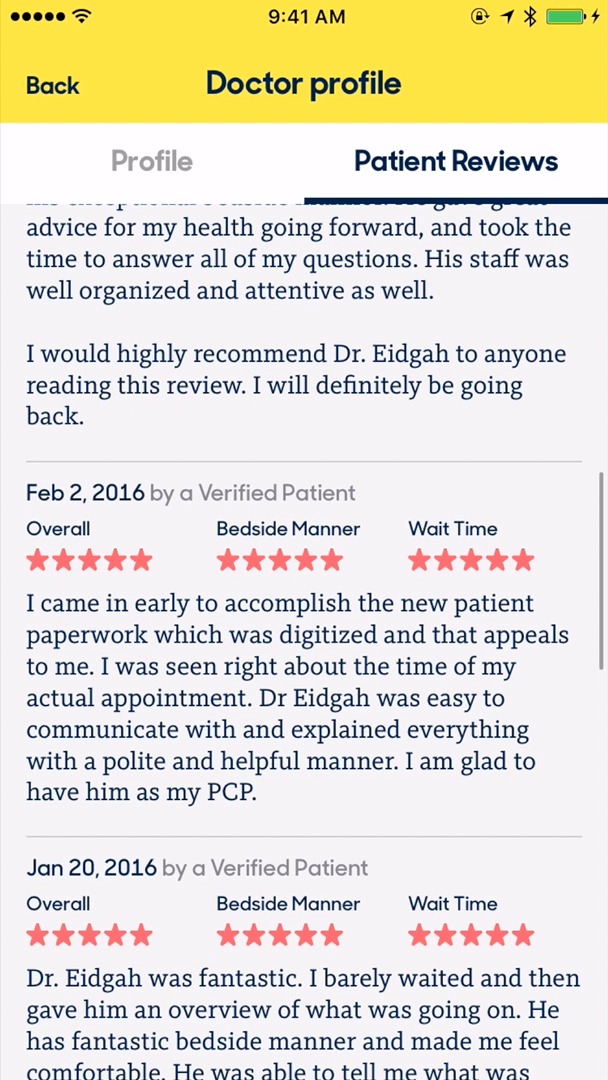 9:41 AM
Back
Doctor profile
Profile
Patient Reviews
advice for my health going forward, and took the
time to answer all of my questions. His staff was
well organized and attentive as well.
I would highly recommend Dr. Eidgah to anyone
reading this review. I will definitely be going
back.
Feb 2, 2016 by a Verified Patient
Overall Bedside Manner Wait Time
I came in early to accomplish the new patient
paperwork which was digitized and that appeals
to me. I was seen right about the time of my
actual appointment. Dr Eidgah was easy to
communicate with and explained everything
with a polite and helpful manner. I am glad to
have him as my PCP.
Jan 20, 2016 by a Verified Patient
Overall Bedside Manner Wait Time
Dr. Eidgah was fantastic. I barely waited and then
gave him an overview of what was going on. He
has fantastic bedside manner and made me feel
comfortable. He was able to tell me what was